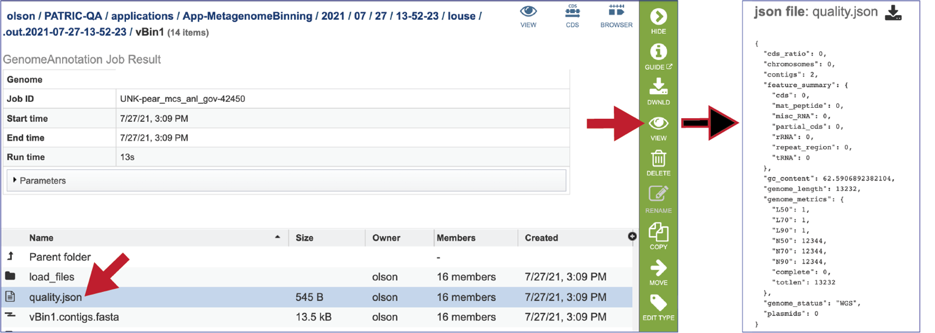 olson / PATRIC-QA / applications / App-MetagenomeBinning / 2021 / 07 / 27 / 13-52-23 / louse /
.out.2021-07-27-13-52-23 / vBin1 (14 items)
VIEW
CDS
CDS
BROWSER
GenomeAnnotation Job Result
Genome
Job ID UNK-pear_mcs_anl_gov-42450
Start time 7/27/21, 3:09 PM
End time 7/27/21, 3:09 PM
Run time 13s
Parameters
Name Size Owner Members Created
Parent folder -
load_files olson 16 members 7/27/21, 3:09 PM
quality.json 545 B olson 16 members 7/27/21, 3:09 PM
vBin1.contigs.fasta 13.5 kB olson 16 members 7/27/21, 3:09 PM
HIDE
GUIDE
DWNLD
VIEW
DELETE
RENAME
COPY
MOVE
EDIT TYPE
json file: quality.json
{
"cds_ratio": 0,
"chromosomes": 0,
"contigs": 2,
"feature_summary": {
"cds": 0,
"mat_peptide": 0,
"misc_RNA": 0,
"partial_cds": 0,
"rRNA": 0,
"repeat_region": 0,
"tRNA": 0
},
"gc_content": 62.5906892382104,
"genome_length": 13232,
"genome_metrics": {
"L50": 1,
"L70": 1,
"L90": 1,
"N50": 12344,
"N70": 12344,
"N90": 12344,
"complete": 0,
"totlen": 13232
},
"genome_status": "WGS",
"plasmids": 0
}